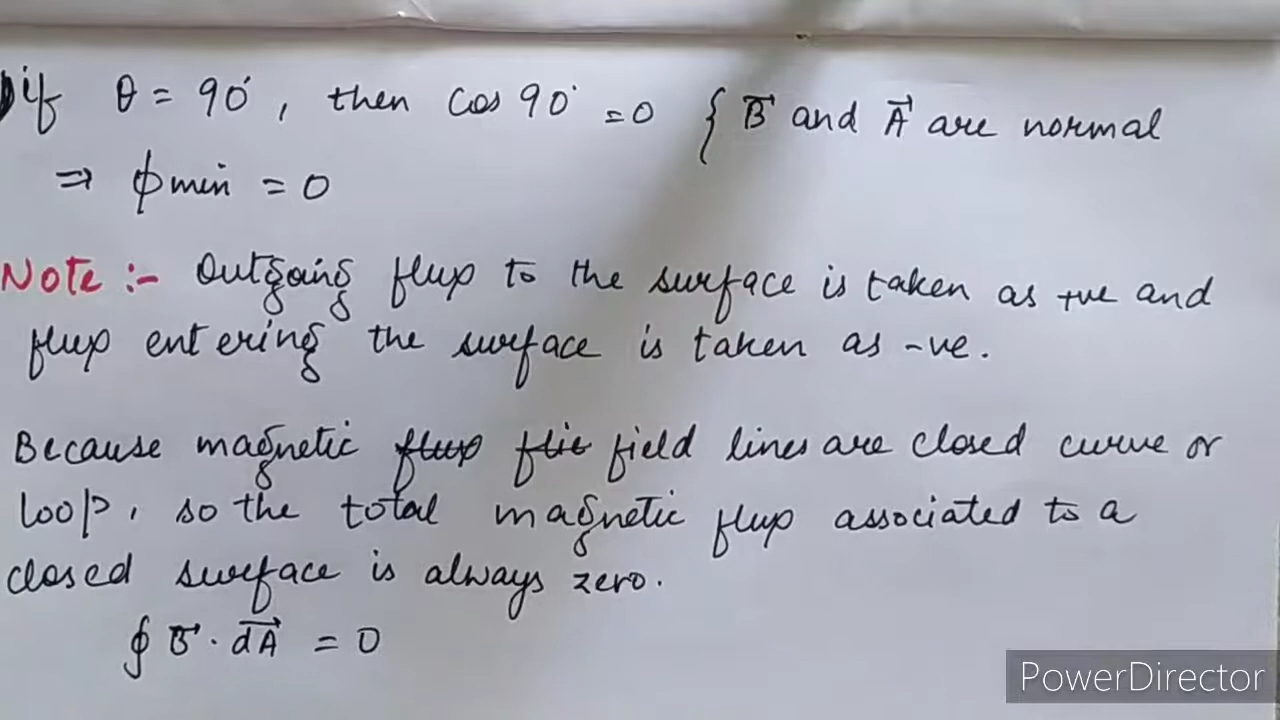 if θ = 90°, then cos 90° = 0 { B⃗ and A⃗ are normal
⇒ ϕmin = 0
Note :- Outgoing flux to the surface is taken as +ve and
flux entering the surface is taken as -ve.
Because magnetic flux flie field lines are closed curve or
loop, so the total magnetic flux associated to a
closed surface is always zero.
∮ B⃗ · dA⃗ = 0
PowerDirector